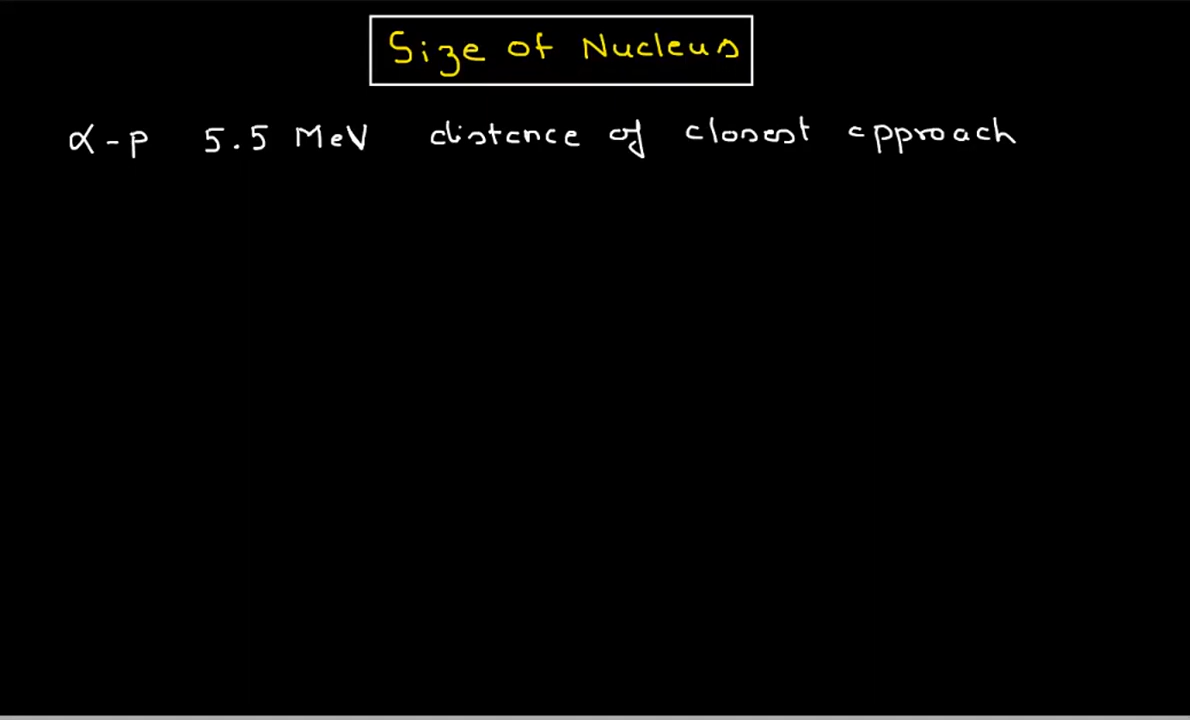 Size of Nucleus
α-p 5.5 MeV distance of closest approach